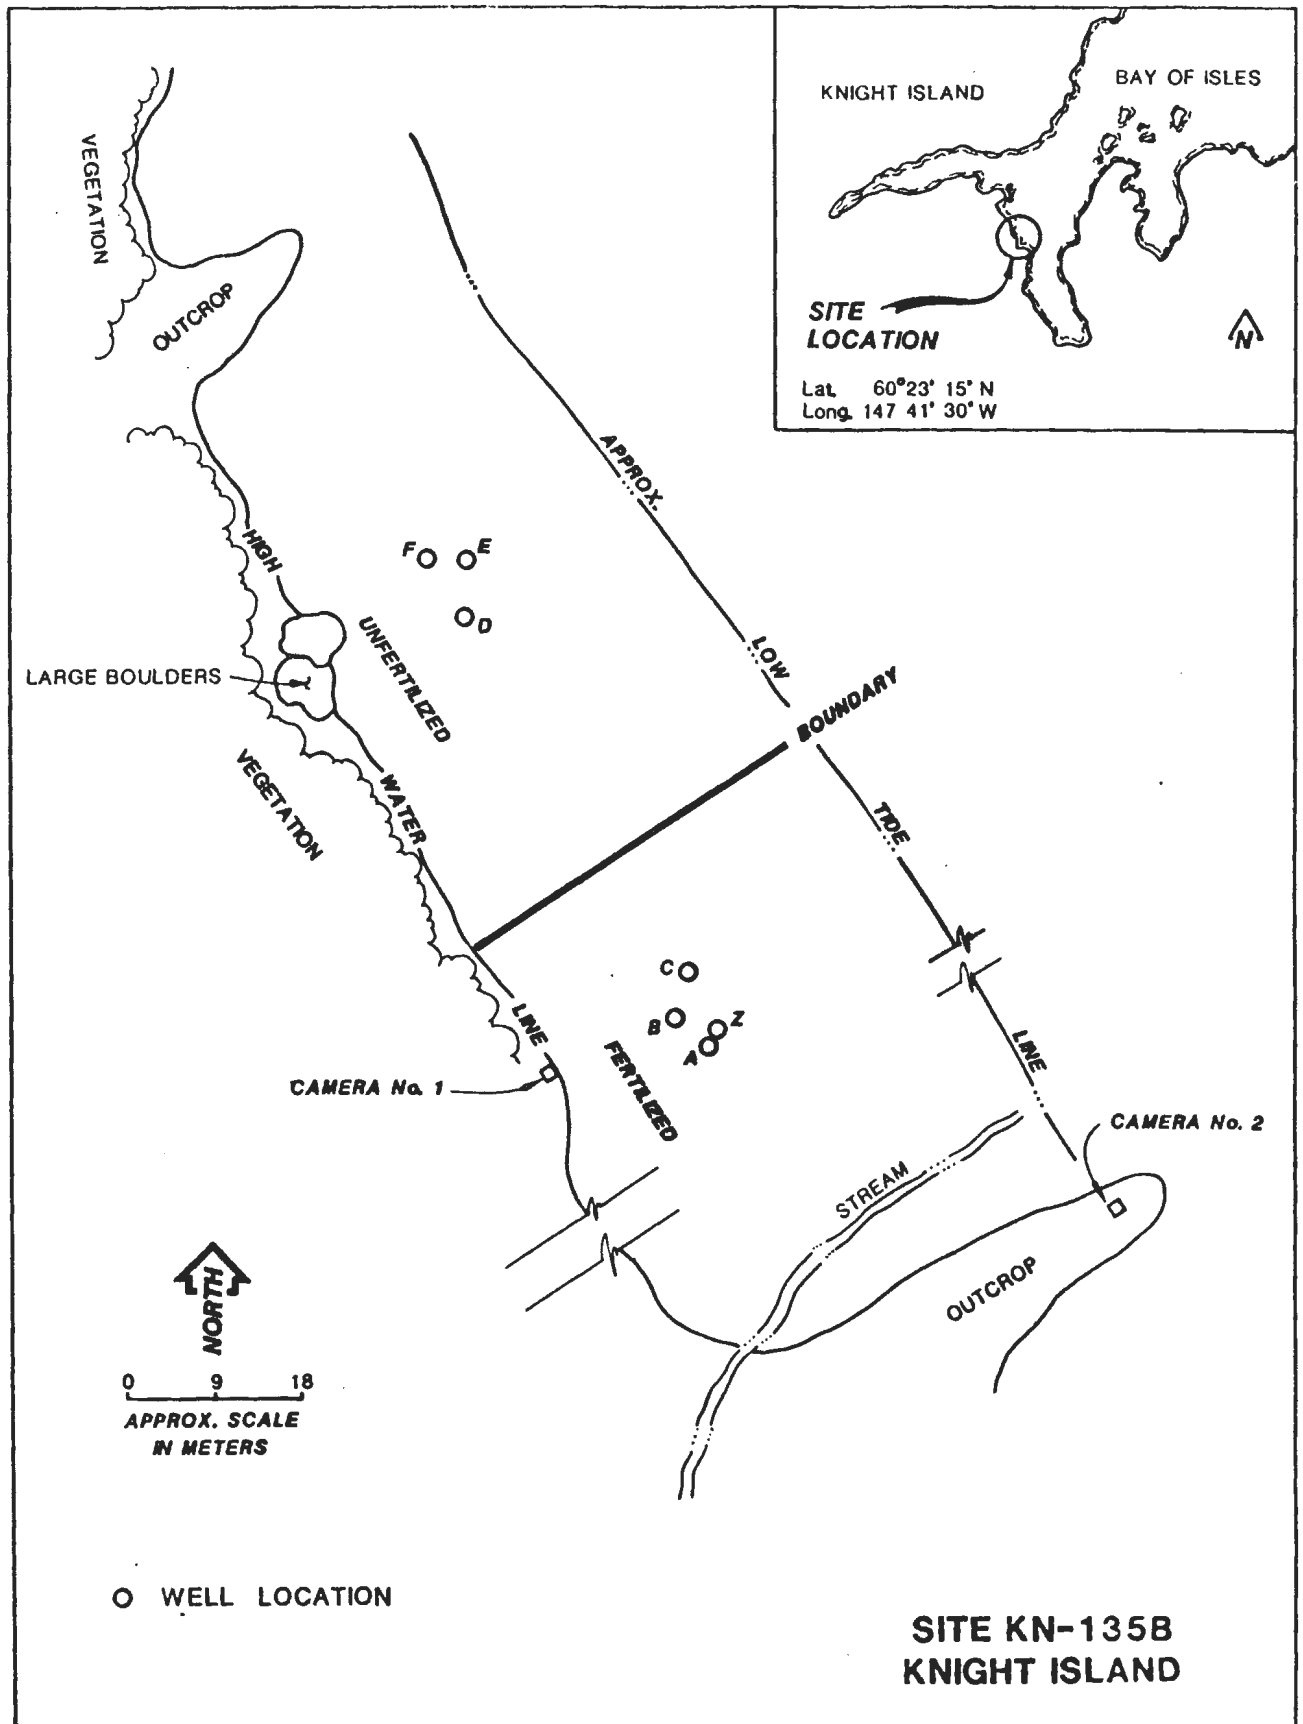 KNIGHT ISLAND
BAY OF ISLES
SITE
LOCATION
N
Lat. 60°23' 15" N
Long. 147 41' 30" W
VEGETATION
OUTCROP
APPROX.
LOW
TIDE
LINE
HIGH
WATER
LINE
F
E
D
UNFERTILIZED
LARGE BOULDERS
VEGETATION
BOUNDARY
C
B
Z
A
FERTILIZED
CAMERA No. 1
CAMERA No. 2
STREAM
OUTCROP
NORTH
0 9 18
APPROX. SCALE
IN METERS
WELL LOCATION
SITE KN-135B
KNIGHT ISLAND